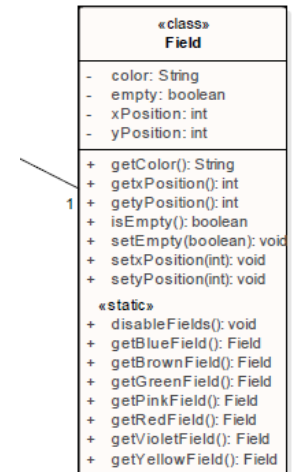 «class»
Field
- color: String
- empty: boolean
- xPosition: int
- yPosition: int
+ getColor(): String
+ getxPosition(): int
1 + getyPosition(): int
+ isEmpty(): boolean
+ setEmpty(boolean): void
+ setxPosition(int): void
+ setyPosition(int): void
«static»
+ disableFields(): void
+ getBlueField(): Field
+ getBrownField(): Field
+ getGreenField(): Field
+ getPinkField(): Field
+ getRedField(): Field
+ getVioletField(): Field
+ getYellowField(): Field